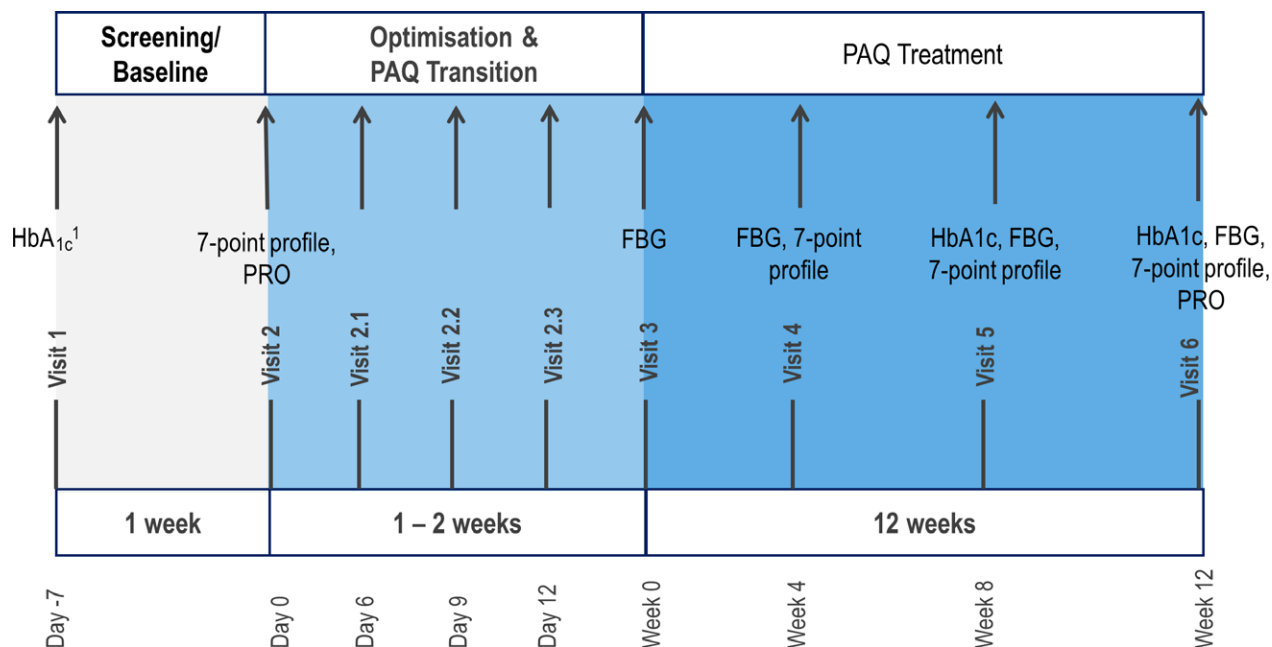 Screening/
Baseline
Optimisation &
PAQ Transition
PAQ Treatment
HbA1c¹
7-point profile,
PRO
FBG
FBG, 7-point
profile
HbA1c, FBG,
7-point profile
HbA1c, FBG,
7-point profile,
PRO
Visit 1
Visit 2
Visit 2.1
Visit 2.2
Visit 2.3
Visit 3
Visit 4
Visit 5
Visit 6
1 week
1 – 2 weeks
12 weeks
Day -7
Day 0
Day 6
Day 9
Day 12
Week 0
Week 4
Week 8
Week 12